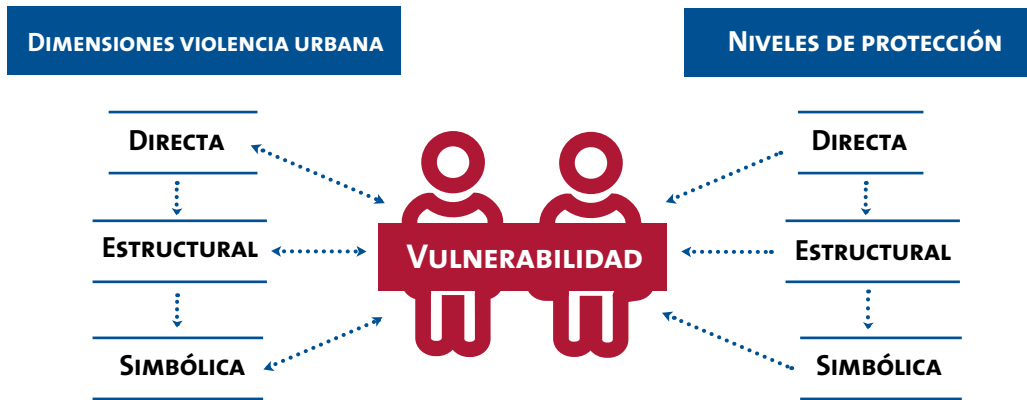 DIMENSIONES VIOLENCIA URBANA
NIVELES DE PROTECCIÓN
DIRECTA
DIRECTA
ESTRUCTURAL
VULNERABILIDAD
ESTRUCTURAL
SIMBÓLICA
SIMBÓLICA